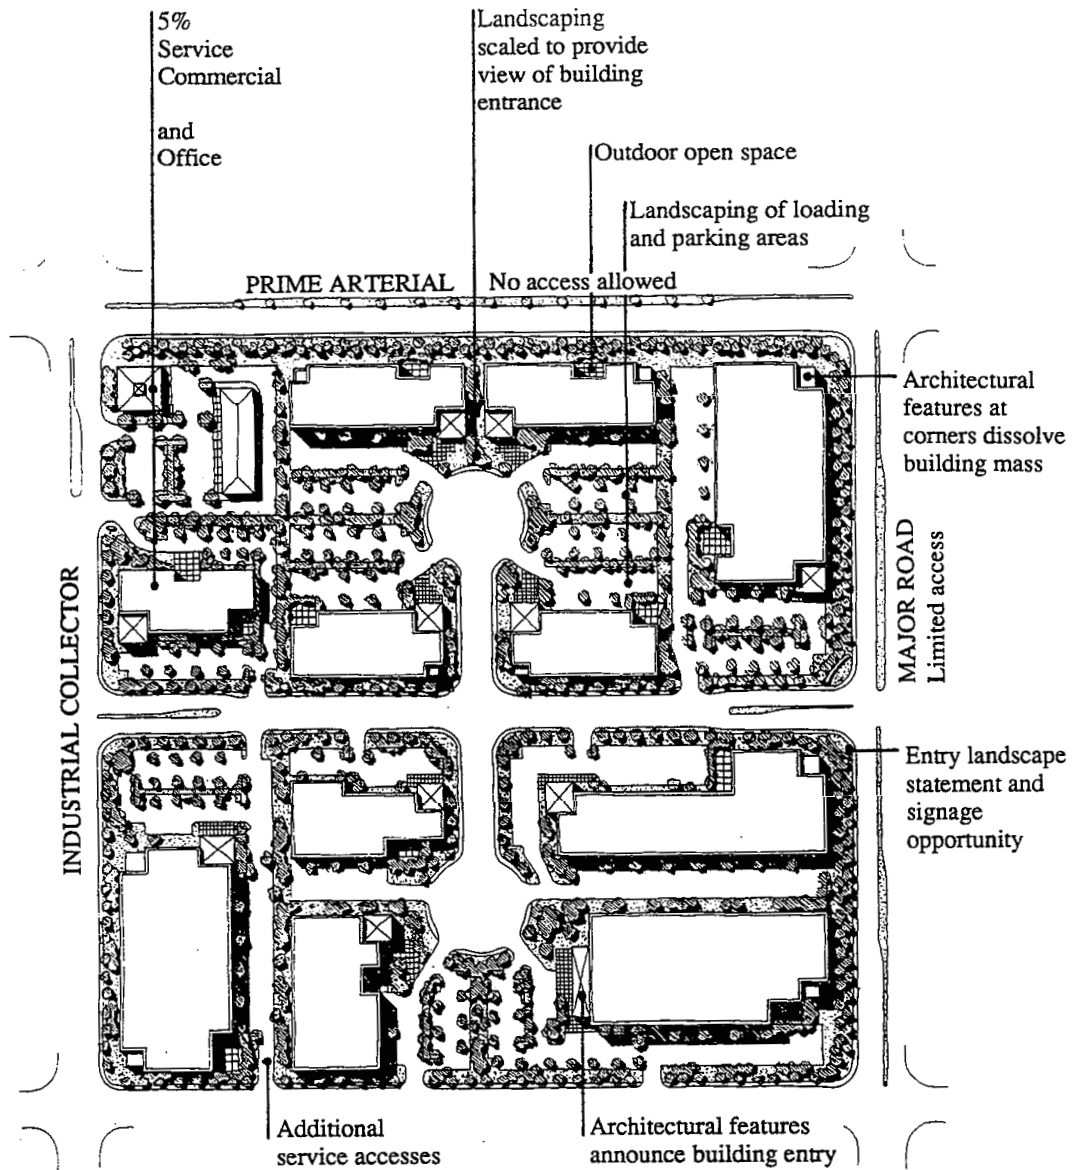 5%
Service
Commercial
and
Office
Landscaping
scaled to provide
view of building
entrance
Outdoor open space
Landscaping of loading
and parking areas
PRIME ARTERIAL No access allowed
Architectural
features at
corners dissolve
building mass
MAJOR ROAD
Limited access
INDUSTRIAL COLLECTOR
Entry landscape
statement and
signage
opportunity
Additional
service accesses
Architectural features
announce building entry